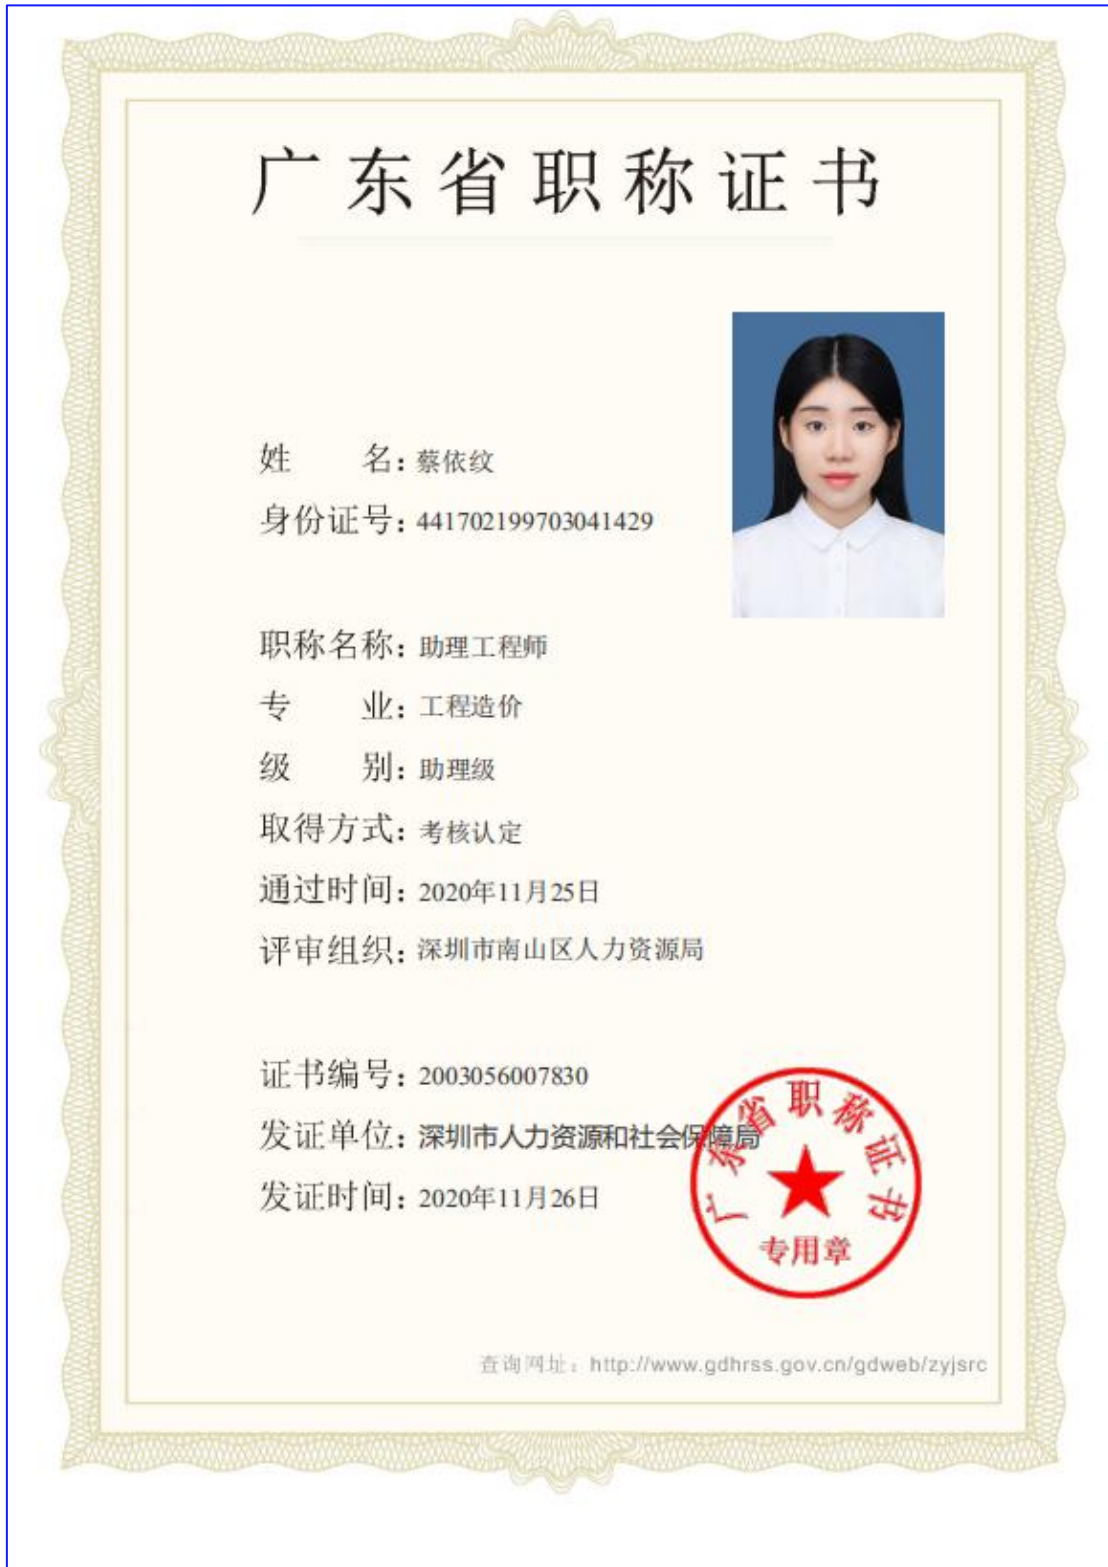 广东省职称证书
姓 名：蔡依纹
身份证号：441702199703041429
职称名称：助理工程师
专 业：工程造价
级 别：助理级
取得方式：考核认定
通过时间：2020年11月25日
评审组织：深圳市南山区人力资源局
证书编号：2003056007830
发证单位：深圳市人力资源和社会保障局
发证时间：2020年11月26日
广东省职称证书
专用章
查询网址：http://www.gdhrss.gov.cn/gdweb/zyjsrc